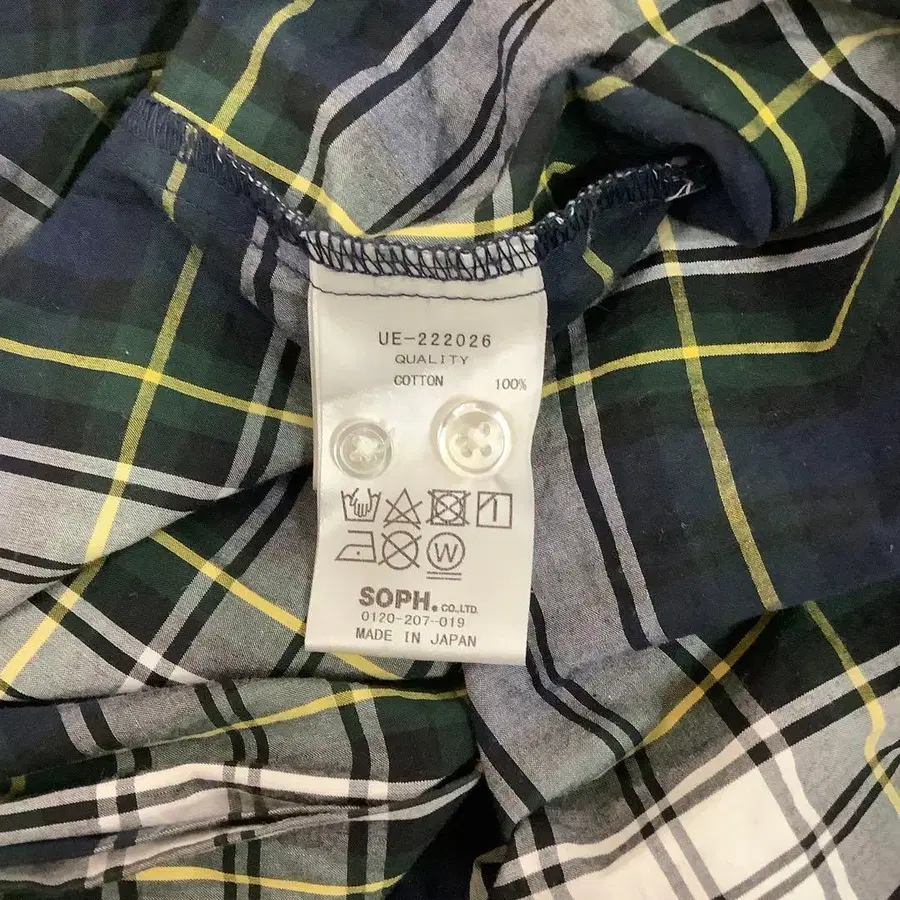 UE-222026
QUALITY
COTTON 100%
W
SOPH. CO.,LTD.
0120-207-019
MADE IN JAPAN